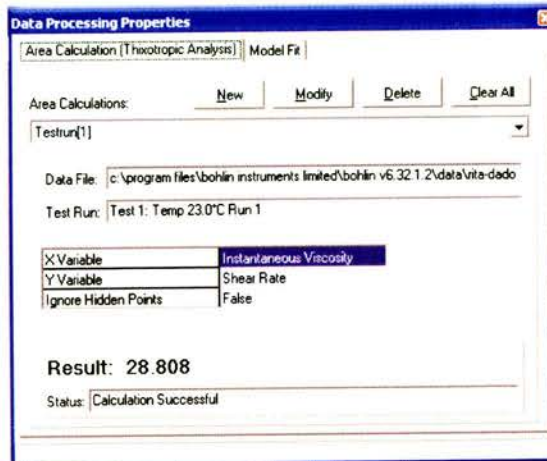 Data Processing Properties
Area Calculation (Thixotropic Analysis) Model Fit
New Modify Delete Clear All
Area Calculations:
Testrun[1]
Data File: c:\program files\bohlin instruments limited\bohlin v6.32.1.2\data\rita-dado
Test Run: Test 1: Temp 23.0°C Run 1
X Variable Instantaneous Viscosity
Y Variable Shear Rate
Ignore Hidden Points False
Result: 28.808
Status: Calculation Successful